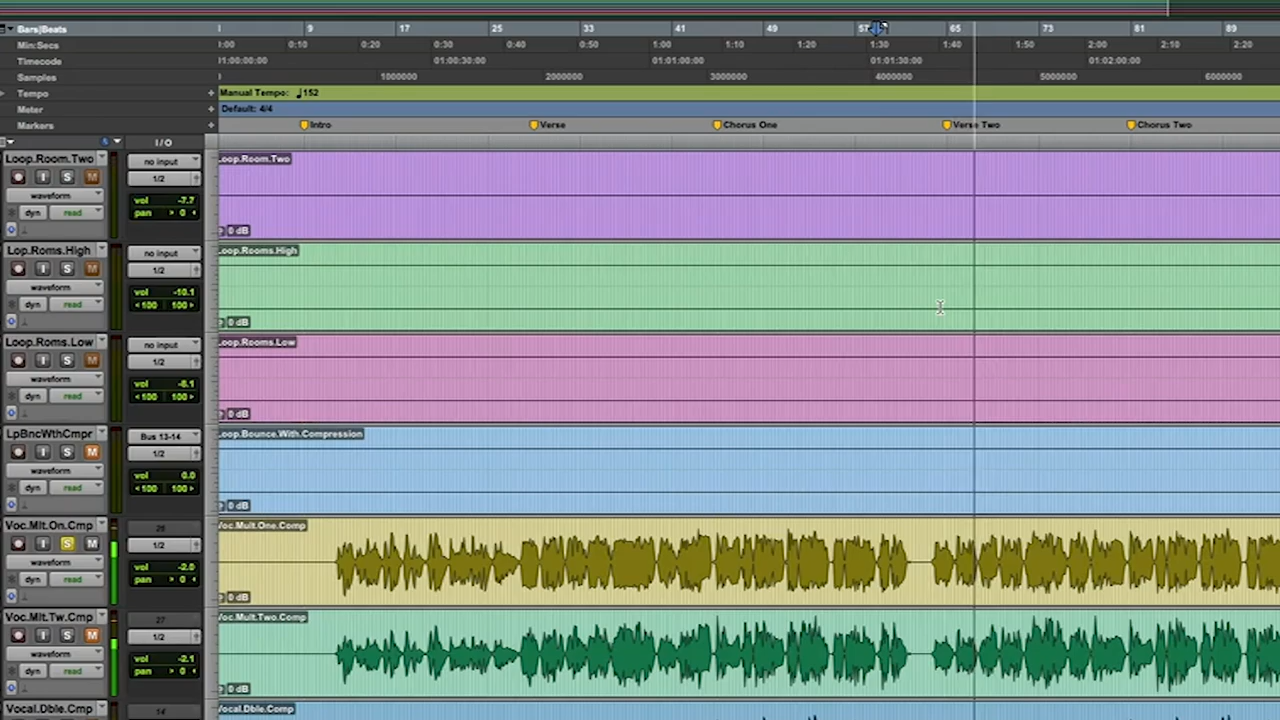 Bars|Beats 9 17 25 33 41 49 57 65 73 81 89
Min:Secs 0:00 0:10 0:20 0:30 0:40 0:50 1:00 1:10 1:20 1:30 1:40 1:50 2:00 2:10 2:20
Timecode 01:00:00:00 01:00:30:00 01:01:00:00 01:01:30:00 01:02:00:00
Samples 1000000 2000000 3000000 4000000 5000000 6000000
Tempo + Manual Tempo: ♩152
Meter + Default: 4/4
Markers + Intro Verse Chorus One Verse Two Chorus Two
I/O
Loop.Room.Two no input Loop.Room.Two
I S M 1/2
waveform vol -7.7
dyn read pan > 0 <
0 dB
Lop.Roms.High no input Loop.Rooms.High
I S M 1/2
waveform vol -10.1
dyn read <100 100>
0 dB
Loop.Roms.Low no input Loop.Rooms.Low
I S M 1/2
waveform vol -8.1
dyn read <100 100>
0 dB
LpBncWthCmpr Bus 13-14 Loop.Bounce.With.Compression
I S M 1/2
waveform vol 0.0
dyn read <100 100>
0 dB
Voc.Mlt.On.Cmp 26 Voc.Mult.One.Comp
I S M 1/2
waveform vol -2.0
dyn read pan > 0 <
0 dB
Voc.Mlt.Tw.Cmp 27 Voc.Mult.Two.Comp
I S M 1/2
waveform vol -2.1
dyn read pan > 0 <
0 dB
Vocal.Dble.Cmp 14 Vocal.Dble.Comp